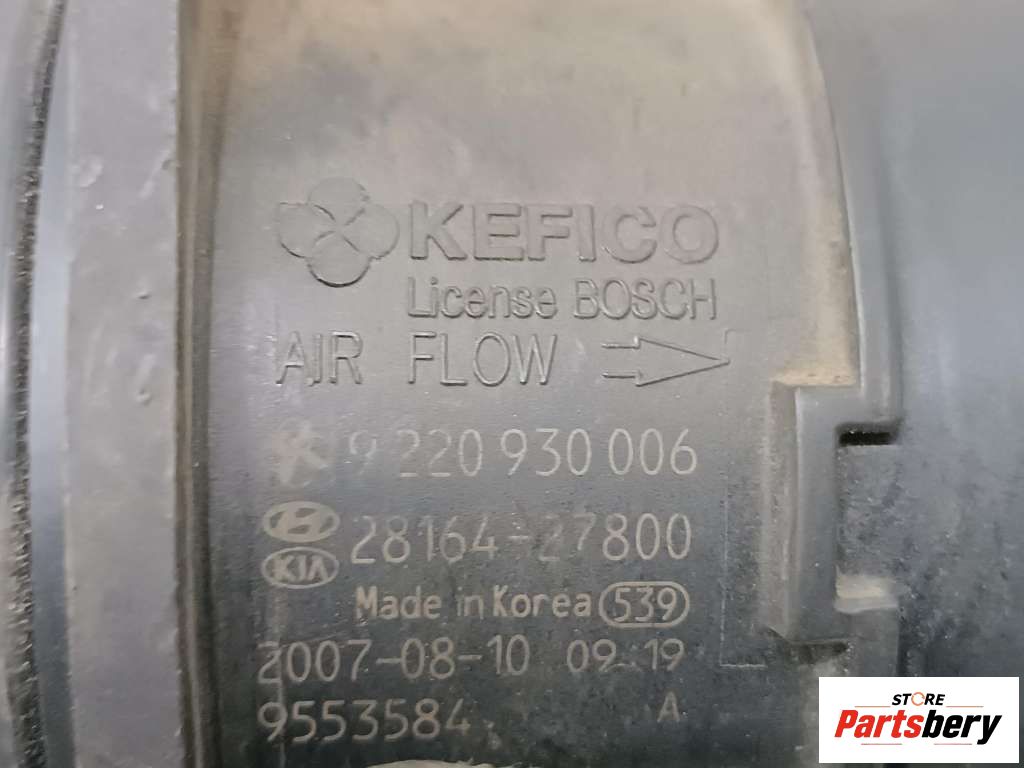 KEFICO
License BOSCH
AIR FLOW
9 220 930 006
28164-27800
KIA
Made in Korea 539
2007-08-10 09 19
9553584 A
STORE
Partsbery